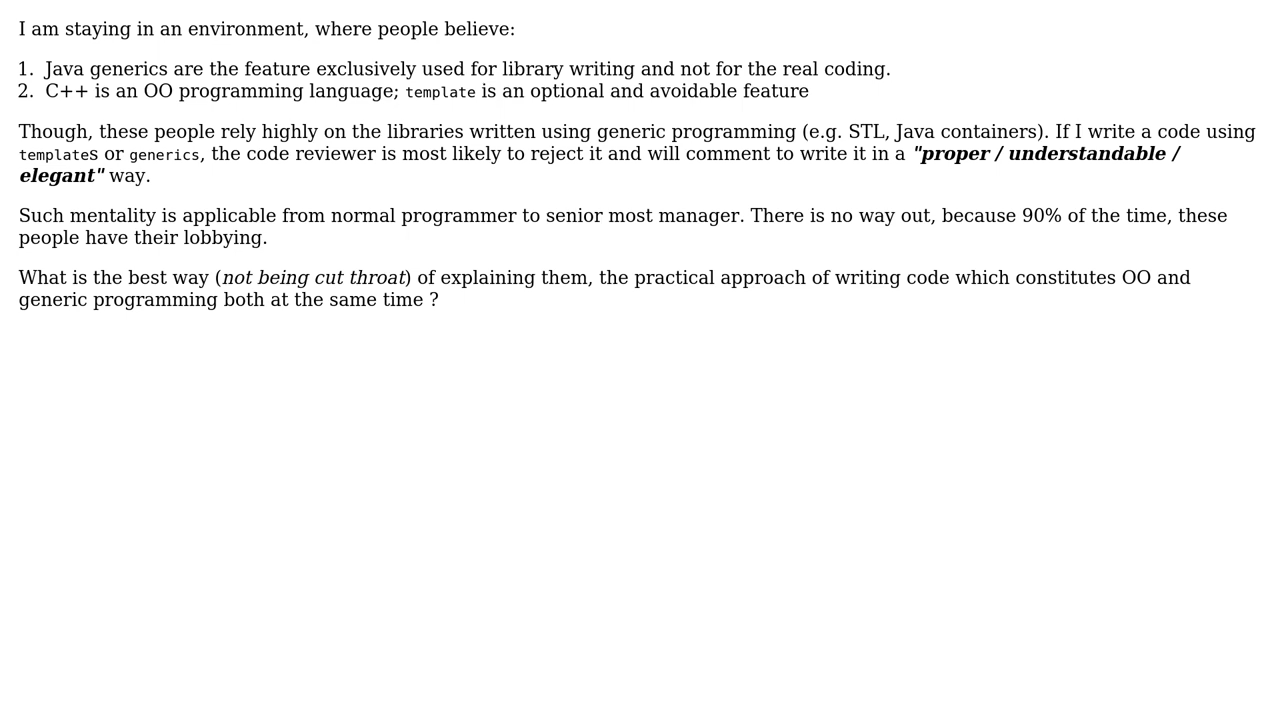 I am staying in an environment, where people believe:
1. Java generics are the feature exclusively used for library writing and not for the real coding.
2. C++ is an OO programming language; template is an optional and avoidable feature
Though, these people rely highly on the libraries written using generic programming (e.g. STL, Java containers). If I write a code using
templates or generics, the code reviewer is most likely to reject it and will comment to write it in a "proper / understandable /
elegant" way.
Such mentality is applicable from normal programmer to senior most manager. There is no way out, because 90% of the time, these
people have their lobbying.
What is the best way (not being cut throat) of explaining them, the practical approach of writing code which constitutes OO and
generic programming both at the same time ?